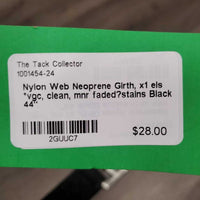 The Tack Collector
1001454-24
Nylon Web Neoprene Girth, x1 els
*vgc, clean, mnr faded?stains Black
44"
$28.00
2GUUC7